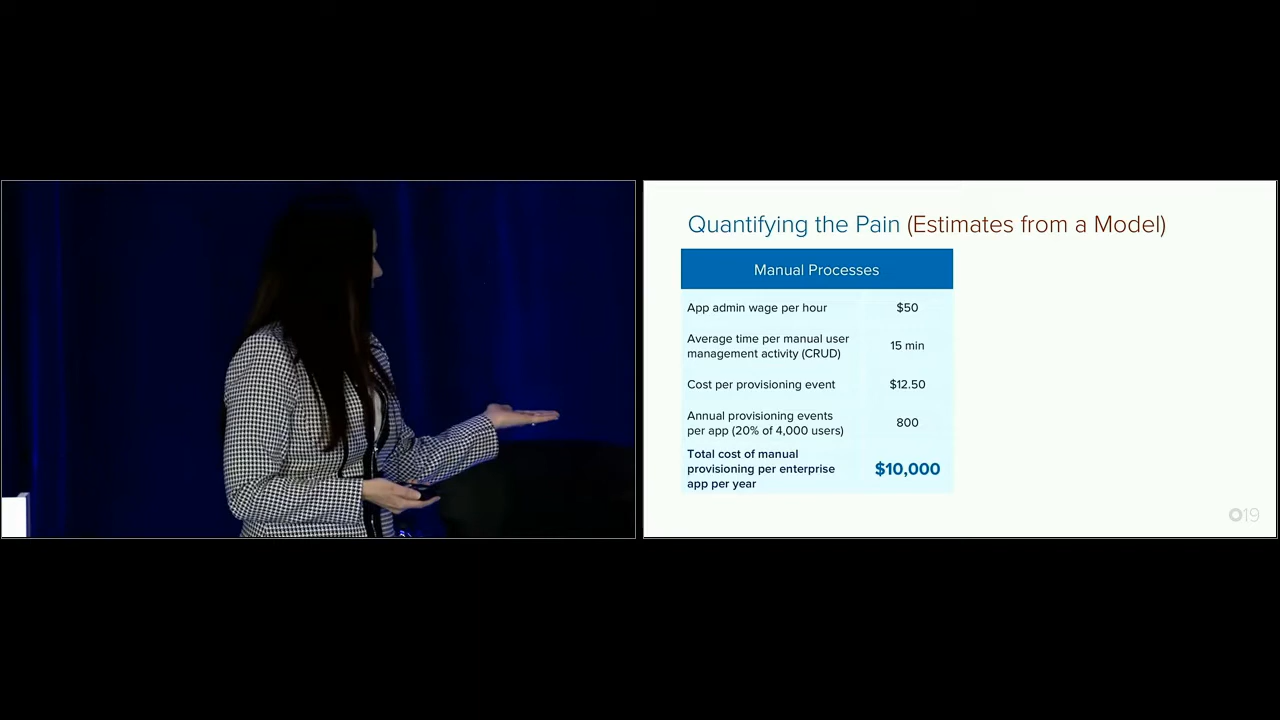 Quantifying the Pain (Estimates from a Model)
Manual Processes
App admin wage per hour $50
Average time per manual user
management activity (CRUD) 15 min
Cost per provisioning event $12.50
Annual provisioning events
per app (20% of 4,000 users) 800
Total cost of manual
provisioning per enterprise
app per year $10,000
O19